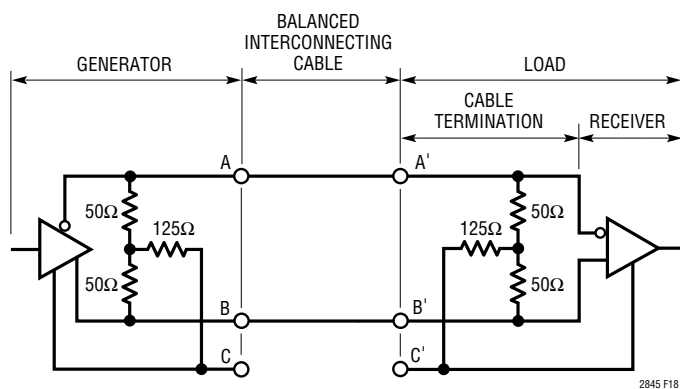 BALANCED
INTERCONNECTING
CABLE
GENERATOR
LOAD
CABLE
TERMINATION
RECEIVER
A
A'
50Ω
125Ω
50Ω
125Ω
50Ω
50Ω
B
B'
C
C'
2845 F18